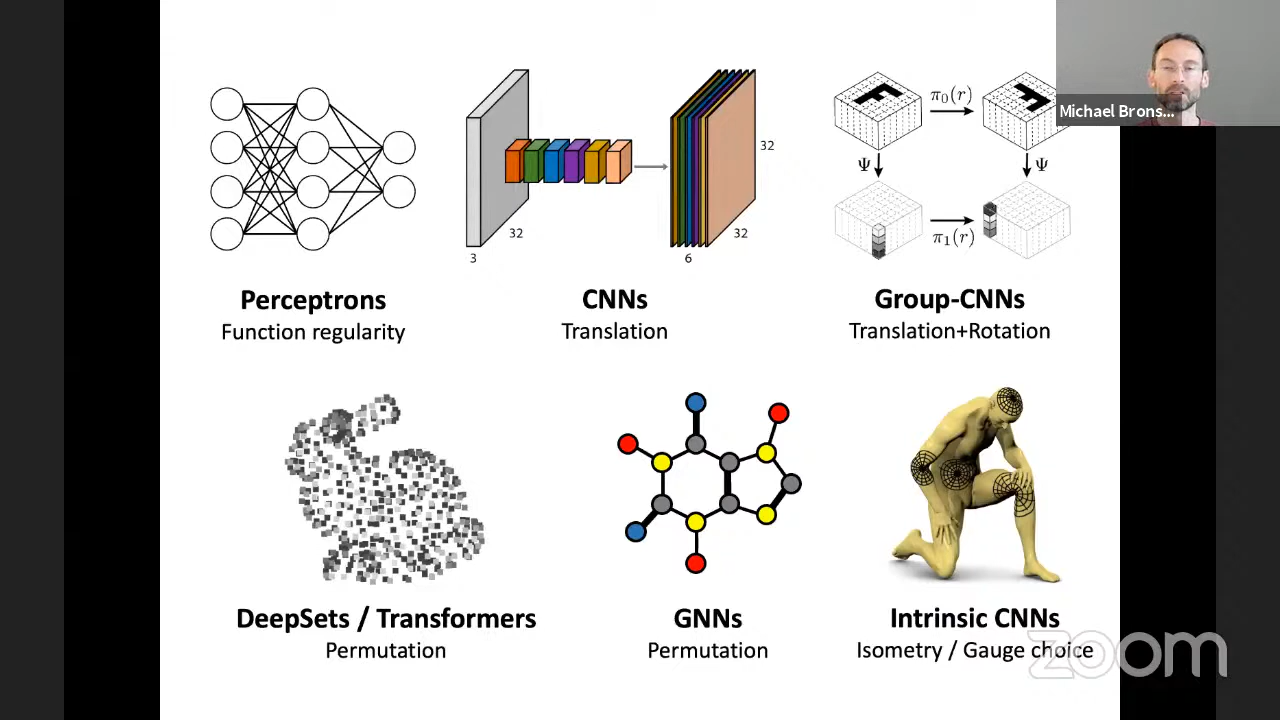 Michael Brons...
π₀(r)
Ψ
Ψ
π₁(r)
32
32
32
3
6
Perceptrons
Function regularity
CNNs
Translation
Group-CNNs
Translation+Rotation
DeepSets / Transformers
Permutation
GNNs
Permutation
Intrinsic CNNs
Isometry / Gauge choice
zoom